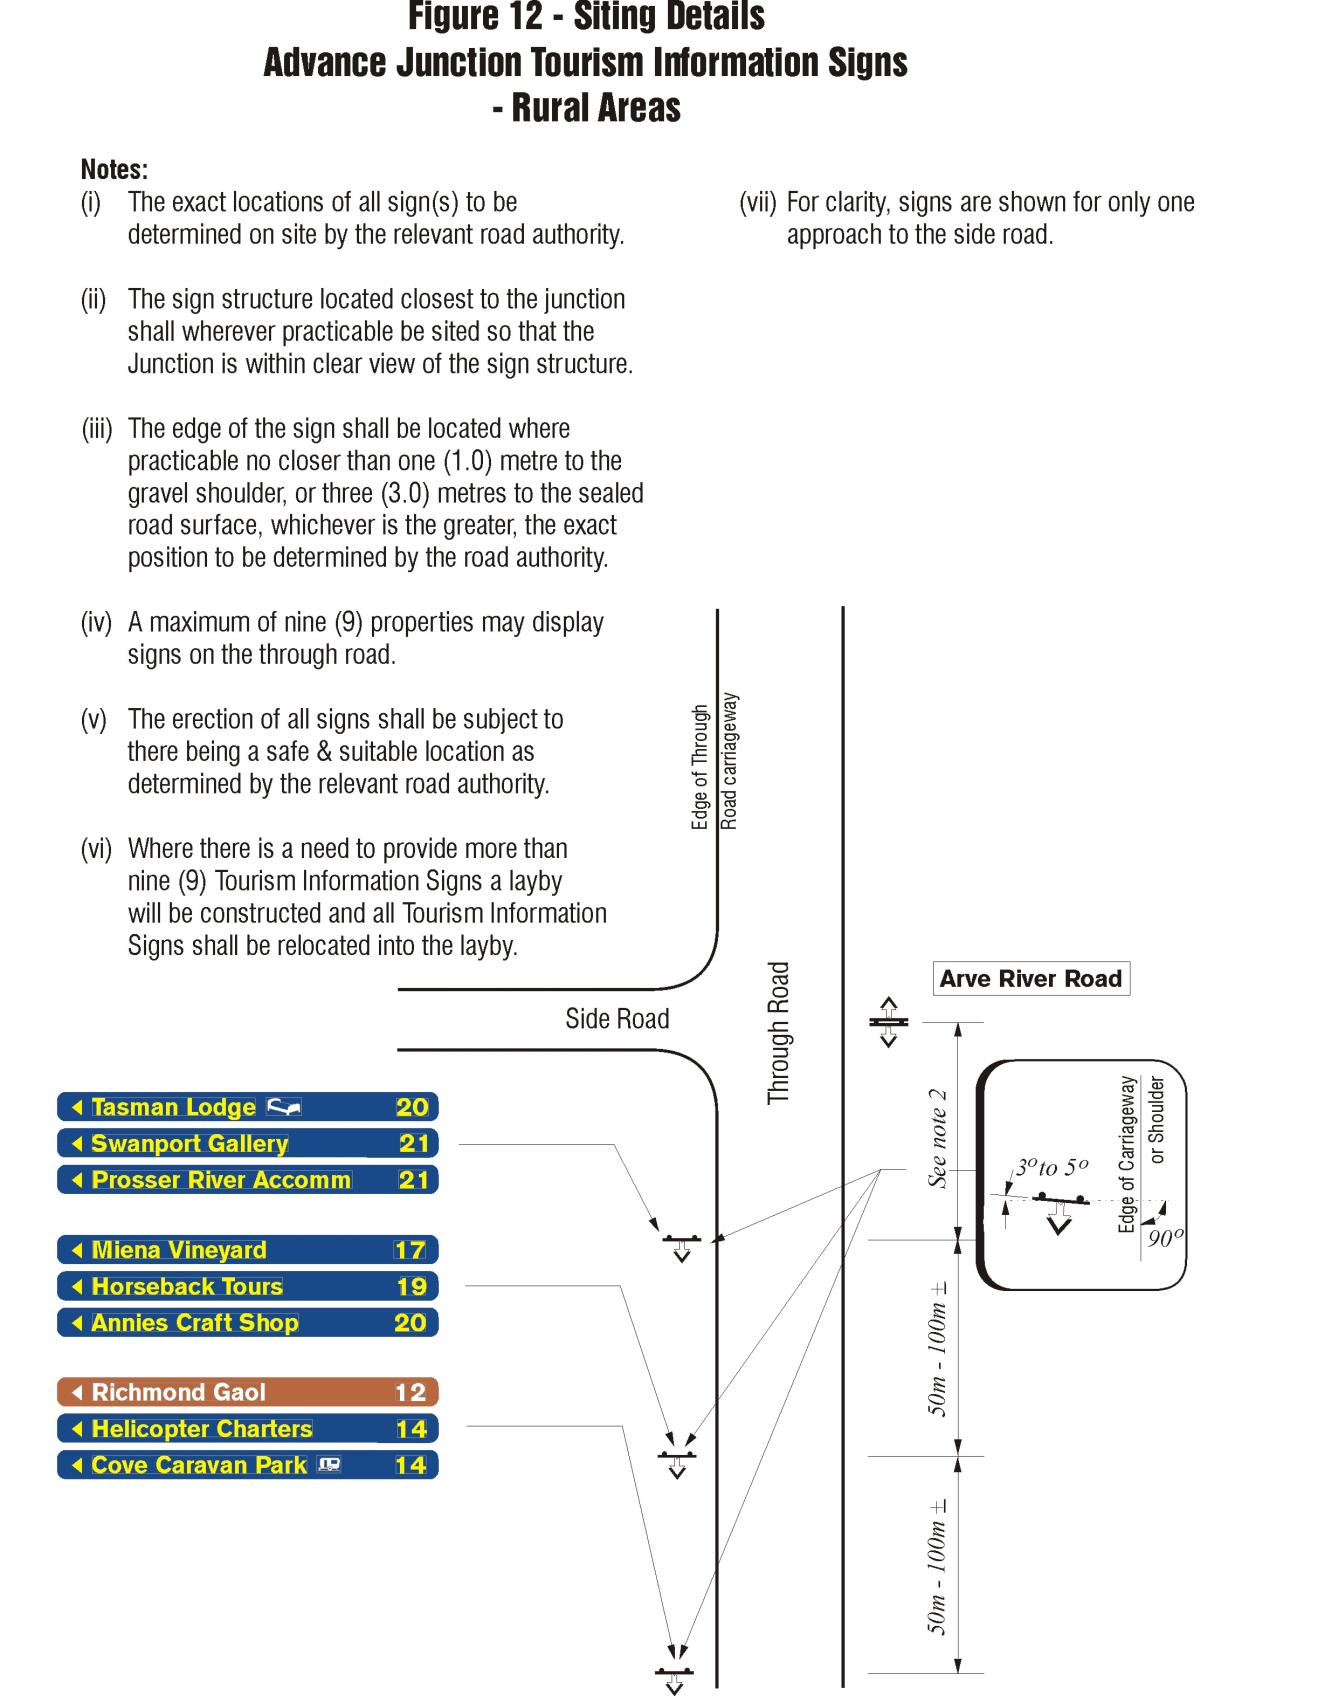 Figure 12 - Siting Details
Advance Junction Tourism Information Signs
- Rural Areas
Notes:
(i) The exact locations of all sign(s) to be
determined on site by the relevant road authority.
(ii) The sign structure located closest to the junction
shall wherever practicable be sited so that the
Junction is within clear view of the sign structure.
(iii) The edge of the sign shall be located where
practicable no closer than one (1.0) metre to the
gravel shoulder, or three (3.0) metres to the sealed
road surface, whichever is the greater, the exact
position to be determined by the road authority.
(iv) A maximum of nine (9) properties may display
signs on the through road.
(v) The erection of all signs shall be subject to
there being a safe & suitable location as
determined by the relevant road authority.
(vi) Where there is a need to provide more than
nine (9) Tourism Information Signs a layby
will be constructed and all Tourism Information
Signs shall be relocated into the layby.
(vii) For clarity, signs are shown for only one
approach to the side road.
Edge of Through
Road carriageway
Side Road
Through Road
Arve River Road
Tasman Lodge 20
Swanport Gallery 21
Prosser River Accomm 21
Miena Vineyard 17
Horseback Tours 19
Annies Craft Shop 20
Richmond Gaol 12
Helicopter Charters 14
Cove Caravan Park 14
See note 2
50m - 100m ±
50m - 100m ±
3º to 5º
Edge of Carriageway
or Shoulder
90º